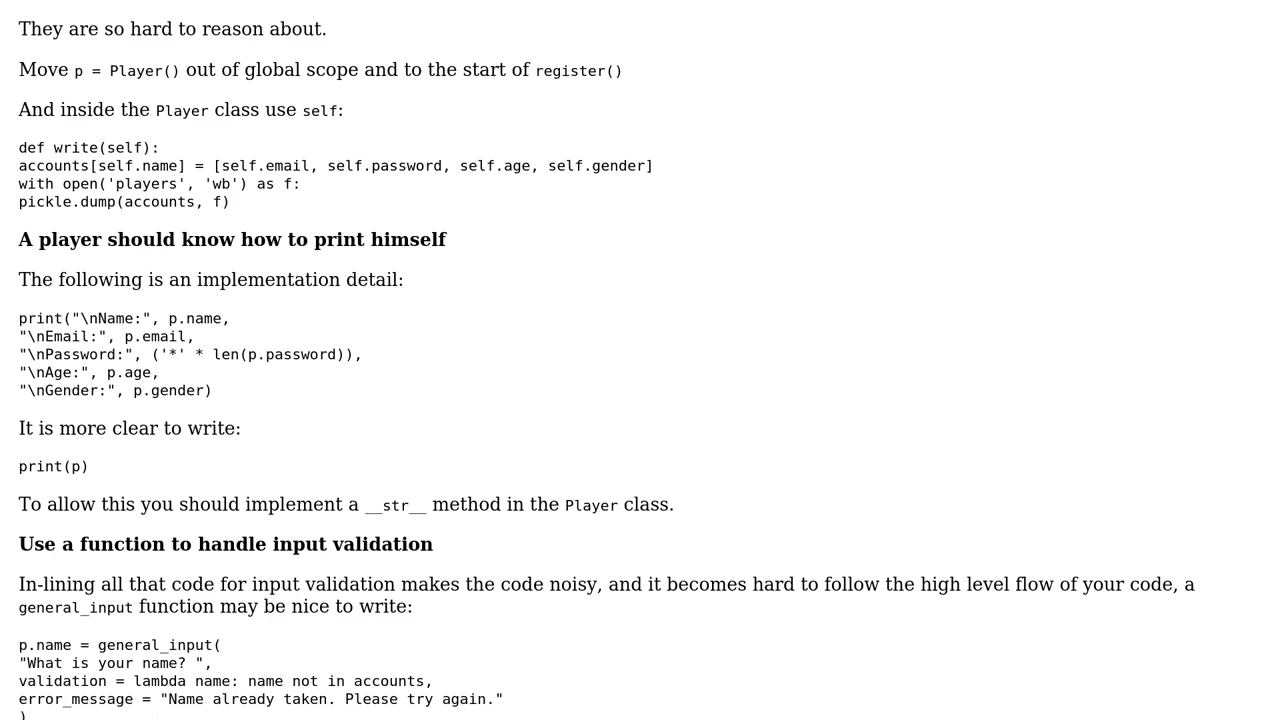 They are so hard to reason about.
Move p = Player() out of global scope and to the start of register()
And inside the Player class use self:
def write(self):
accounts[self.name] = [self.email, self.password, self.age, self.gender]
with open('players', 'wb') as f:
pickle.dump(accounts, f)
A player should know how to print himself
The following is an implementation detail:
print("\nName:", p.name,
"\nEmail:", p.email,
"\nPassword:", ('*' * len(p.password)),
"\nAge:", p.age,
"\nGender:", p.gender)
It is more clear to write:
print(p)
To allow this you should implement a __str__ method in the Player class.
Use a function to handle input validation
In-lining all that code for input validation makes the code noisy, and it becomes hard to follow the high level flow of your code, a
general_input function may be nice to write:
p.name = general_input(
"What is your name? ",
validation = lambda name: name not in accounts,
error_message = "Name already taken. Please try again."
)